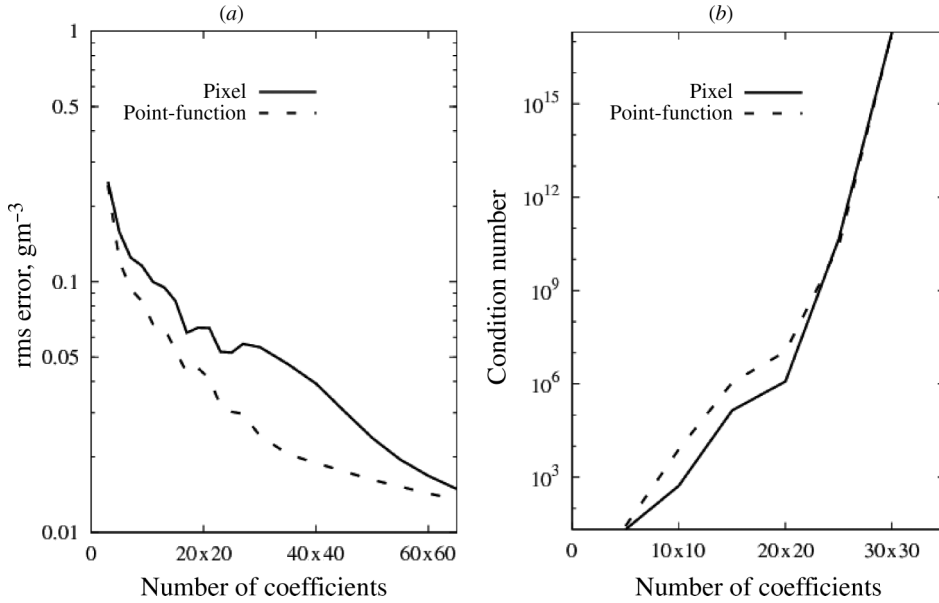 (a)
1
0.5
0.1
0.05
0.01
rms error, gm⁻³
Pixel
Point-function
0 20x20 40x40 60x60
Number of coefficients
(b)
10¹⁵
10¹²
10⁹
10⁶
10³
Condition number
Pixel
Point-function
0 10x10 20x20 30x30
Number of coefficients